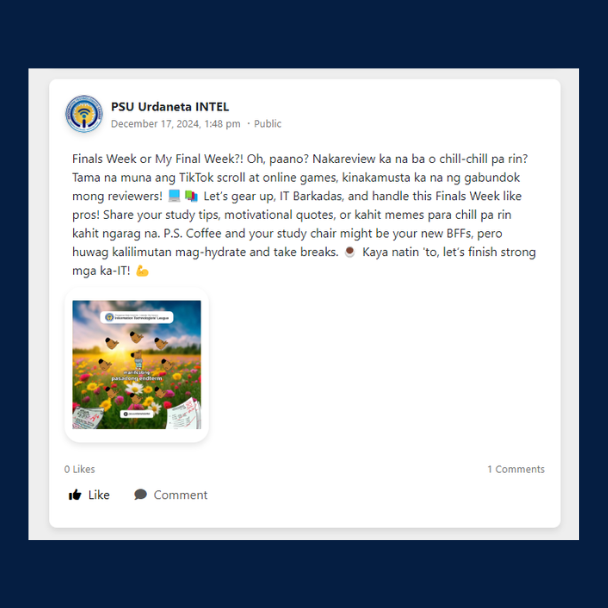 PSU Urdaneta INTEL
December 17, 2024, 1:48 pm · Public
Finals Week or My Final Week?! Oh, paano? Nakareview ka na ba o chill-chill pa rin?
Tama na muna ang TikTok scroll at online games, kinakamusta ka na ng gabundok
mong reviewers! 💻 📚 Let's gear up, IT Barkadas, and handle this Finals Week like
pros! Share your study tips, motivational quotes, or kahit memes para chill pa rin
kahit ngarag na. P.S. Coffee and your study chair might be your new BFFs, pero
huwag kalilimutan mag-hydrate and take breaks. ☕ Kaya natin 'to, let's finish strong
mga ka-IT! 💪
Information Technological League
0 Likes
1 Comments
Like
Comment